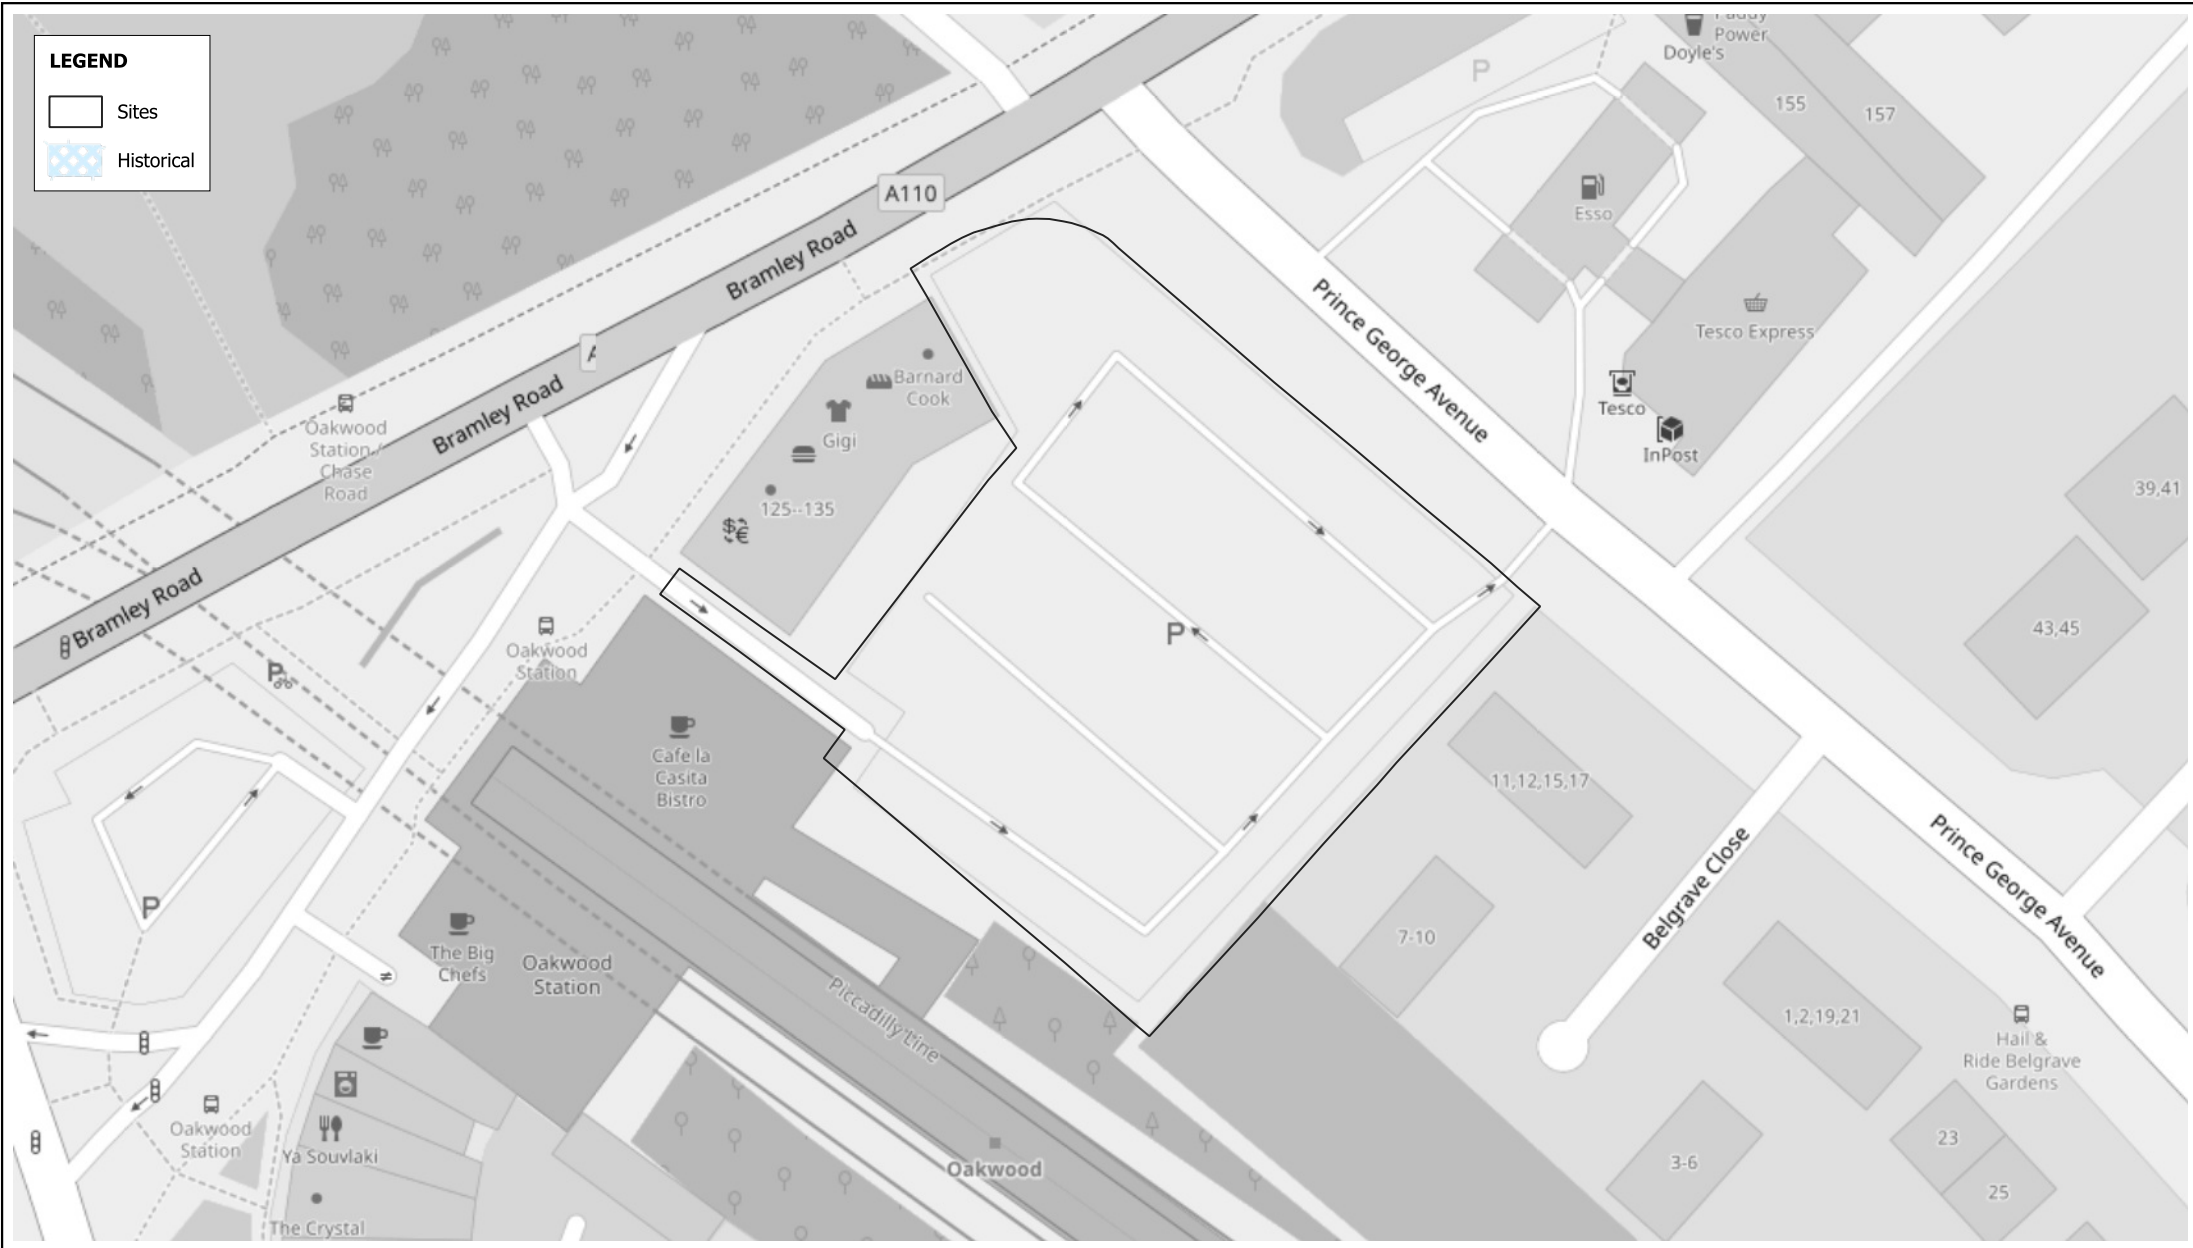 LEGEND
Sites
Historical
Paddy
Power
Doyle's
P
155
157
A110
Bramley Road
Esso
Tesco Express
Prince George Avenue
Tesco
InPost
39,41
43,45
Barnard
Cook
Gigi
125--135
$€
Oakwood
Station /
Chase
Road
Bramley Road
A
Bramley Road
Oakwood
Station
P
P
Cafe la
Casita
Bistro
11,12,15,17
Belgrave Close
Prince George Avenue
7-10
P
The Big
Chefs
Oakwood
Station
Piccadilly Line
1,2,19,21
Hail &
Ride Belgrave
Gardens
Oakwood
Station
Ya Souvlaki
Oakwood
3-6
23
25
The Crystal